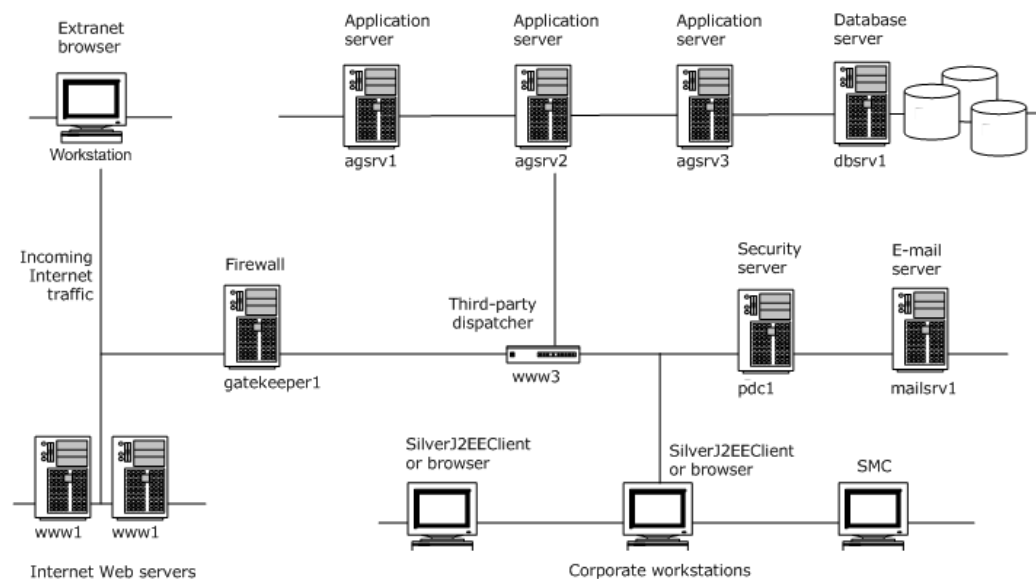 Extranet
browser
Application
server
Application
server
Application
server
Database
server
Workstation
agsrv1
agsrv2
agsrv3
dbsrv1
Incoming
Internet
traffic
Firewall
Third-party
dispatcher
Security
server
E-mail
server
gatekeeper1
www3
pdc1
mailsrv1
SilverJ2EEClient
or browser
SilverJ2EEClient
or browser
SMC
www1
www1
Internet Web servers
Corporate workstations